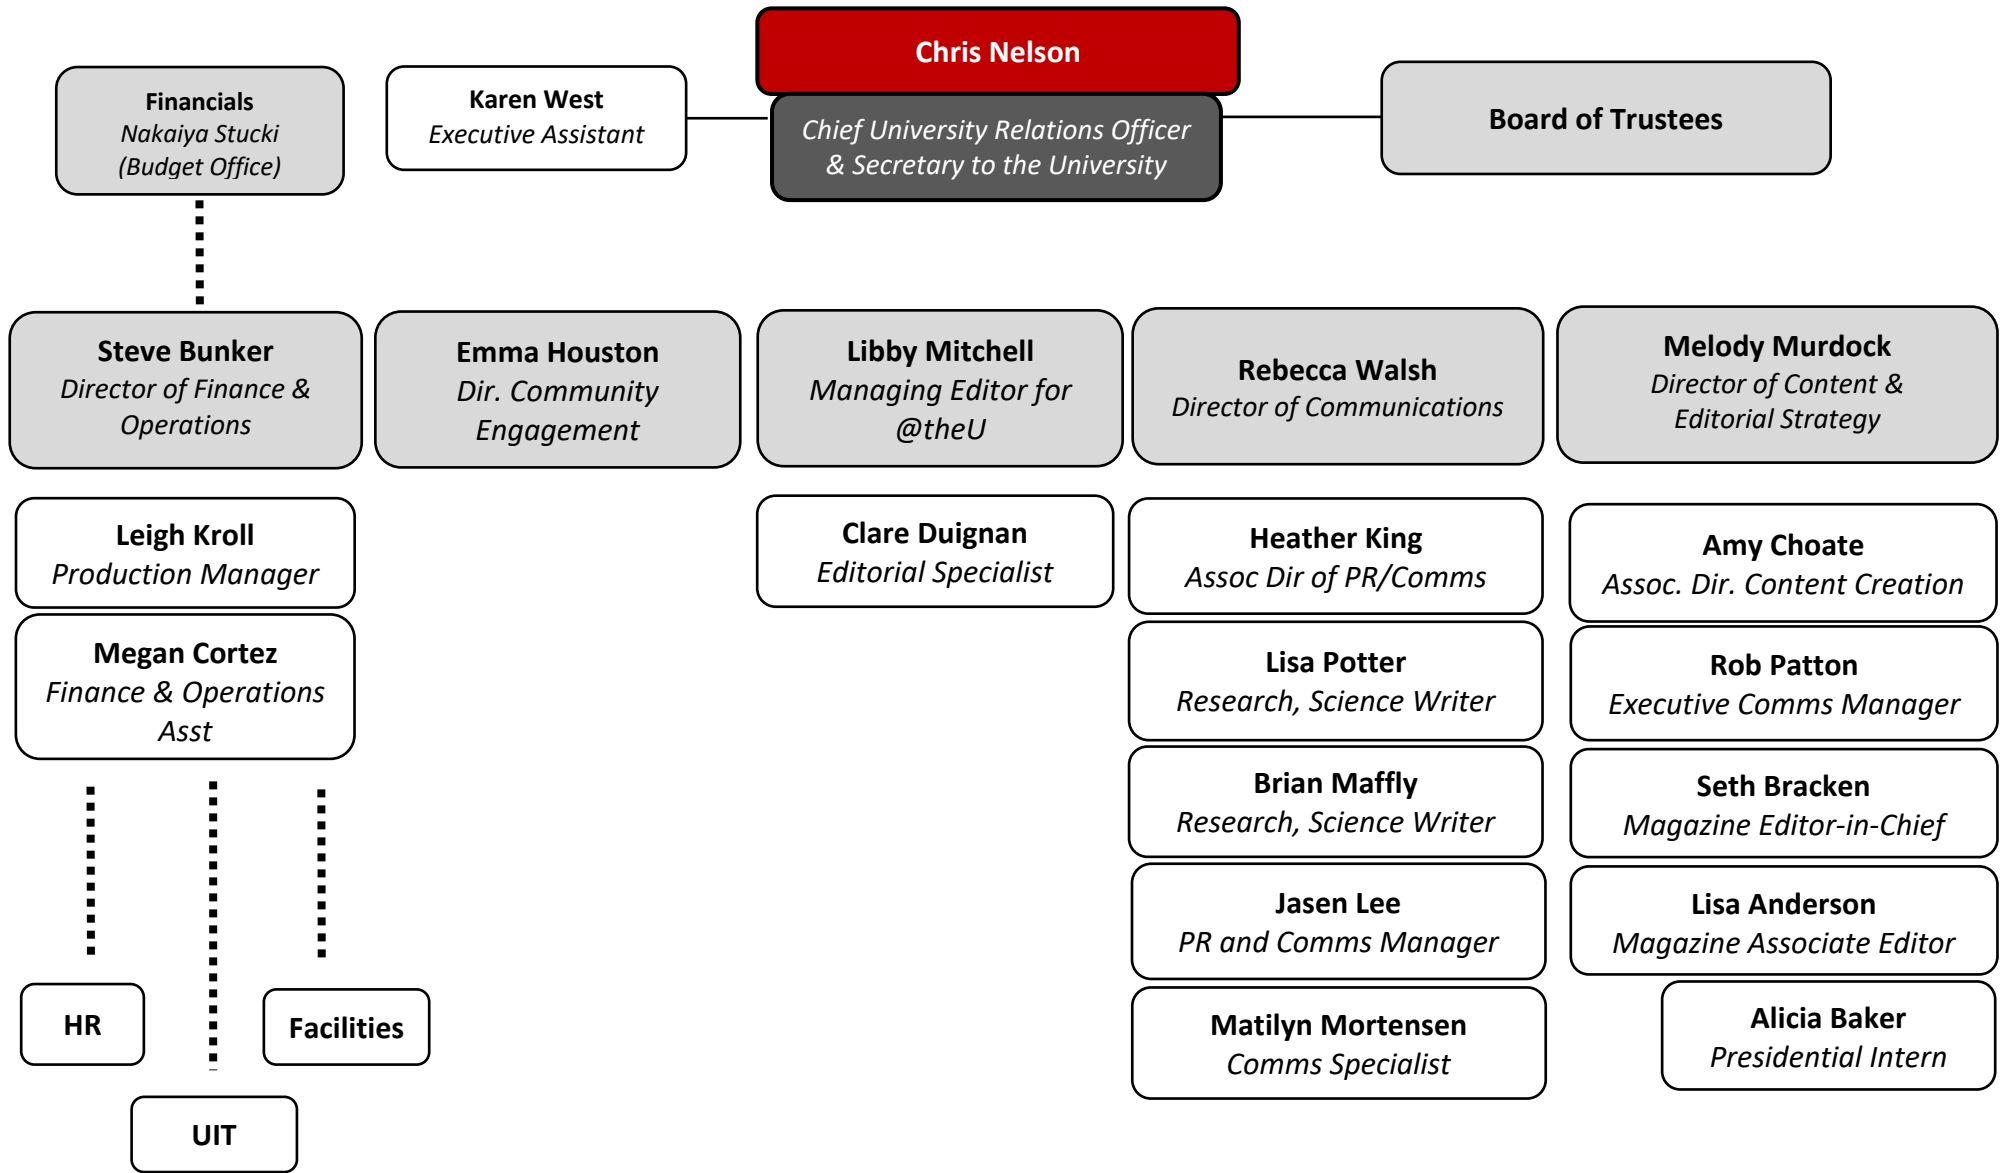 Chris Nelson
Chief University Relations Officer
& Secretary to the University
Financials
Nakaiya Stucki
(Budget Office)
Karen West
Executive Assistant
Board of Trustees
Steve Bunker
Director of Finance &
Operations
Emma Houston
Dir. Community
Engagement
Libby Mitchell
Managing Editor for
@theU
Rebecca Walsh
Director of Communications
Melody Murdock
Director of Content &
Editorial Strategy
Leigh Kroll
Production Manager
Megan Cortez
Finance & Operations
Asst
HR
UIT
Facilities
Clare Duignan
Editorial Specialist
Heather King
Assoc Dir of PR/Comms
Lisa Potter
Research, Science Writer
Brian Maffly
Research, Science Writer
Jasen Lee
PR and Comms Manager
Matilyn Mortensen
Comms Specialist
Amy Choate
Assoc. Dir. Content Creation
Rob Patton
Executive Comms Manager
Seth Bracken
Magazine Editor-in-Chief
Lisa Anderson
Magazine Associate Editor
Alicia Baker
Presidential Intern